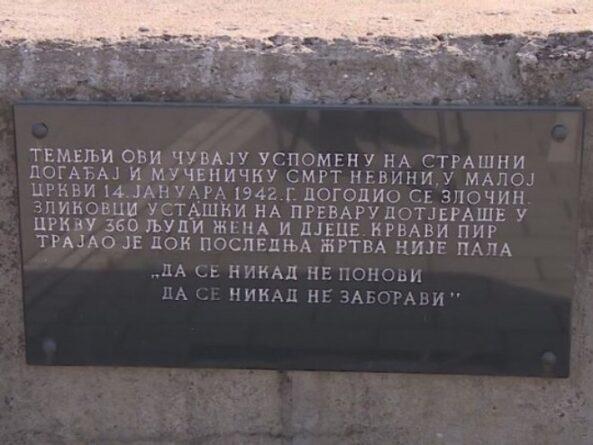 ТЕМЕЉИ ОВИ ЧУВАЈУ УСПОМЕНУ НА СТРАШНИ
ДОГАЂАЈ И МУЧЕНИЧКУ СМРТ НЕВИНИ, У МАЛОЈ
ЦРКВИ 14. ЈАНУАРА 1942. Г. ДОГОДИО СЕ ЗЛОЧИН.
ЗЛИКОВЦИ УСТАШКИ НА ПРЕВАРУ ДОТЈЕРАШЕ У
ЦРКВУ 360 ЉУДИ ЖЕНА И ДЈЕЦЕ. КРВАВИ ПИР
ТРАЈАО ЈЕ ДОК ПОСЛЕДЊА ЖРТВА НИЈЕ ПАЛА
„ДА СЕ НИКАД НЕ ПОНОВИ
ДА СЕ НИКАД НЕ ЗАБОРАВИ"